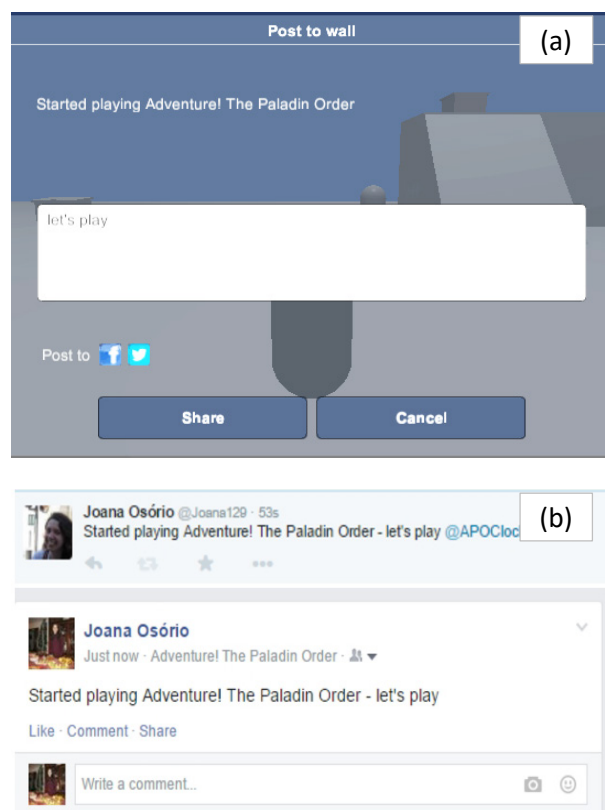 Post to wall
(a)
Started playing Adventure! The Paladin Order
let's play
Post to
Share Cancel
Joana Osório @Joana129 · 53s
(b)
Started playing Adventure! The Paladin Order - let's play @APOCloc
Joana Osório
Just now · Adventure! The Paladin Order ·
Started playing Adventure! The Paladin Order - let's play
Like · Comment · Share
Write a comment...